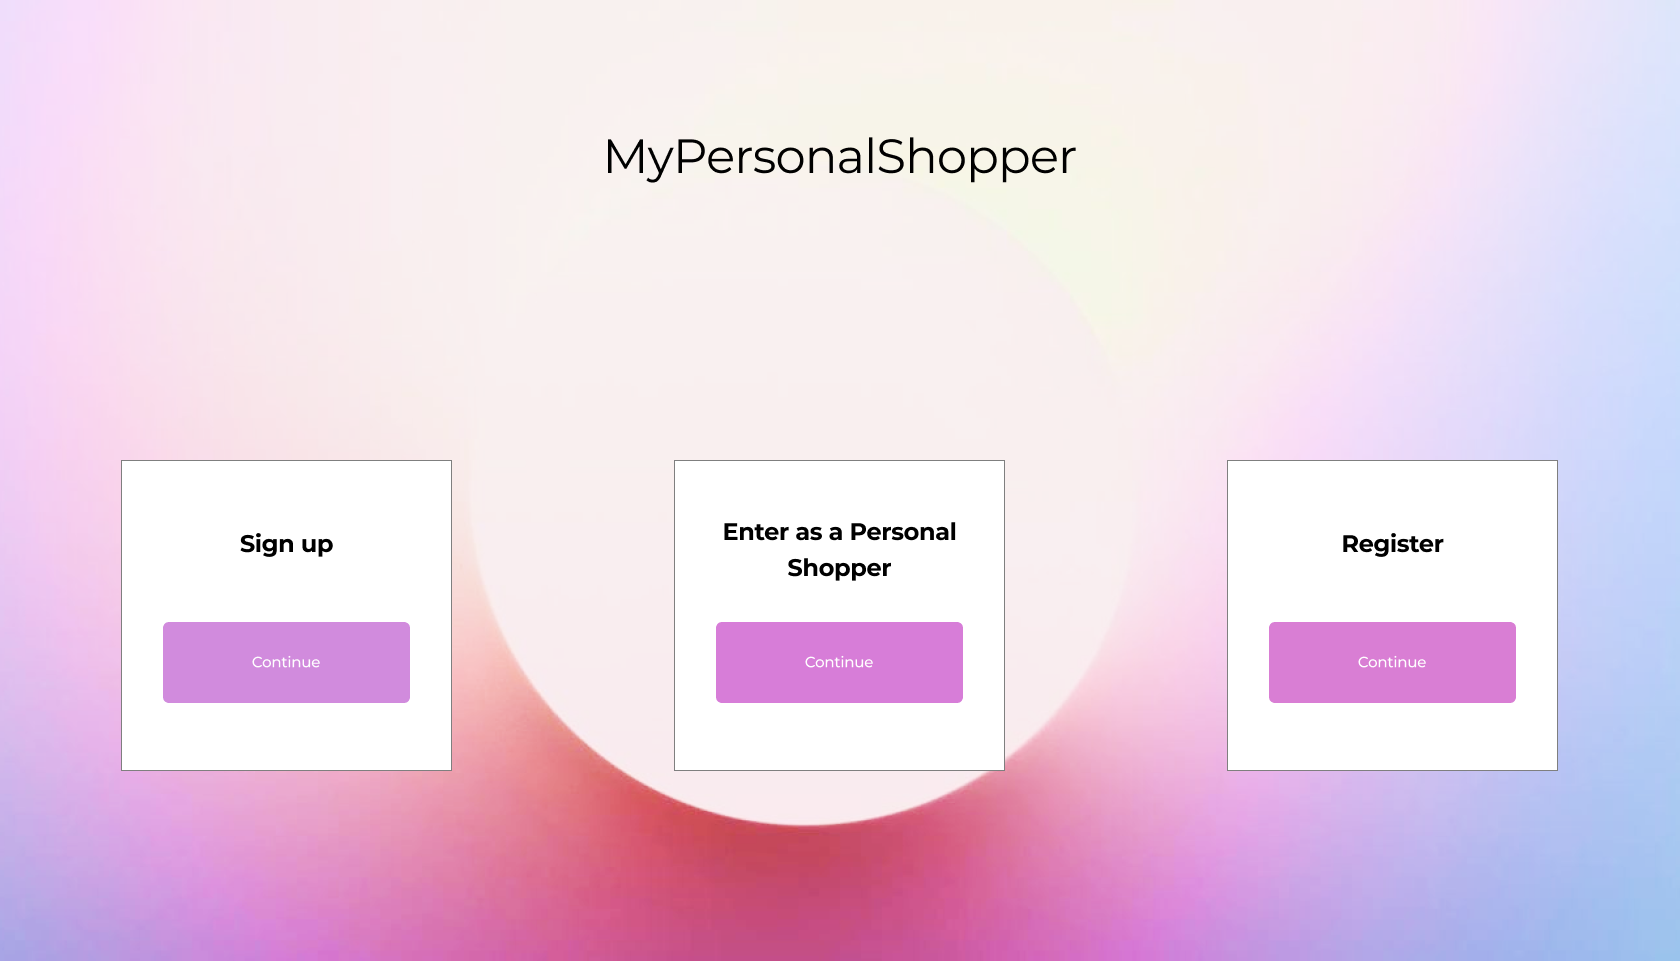 MyPersonalShopper
Sign up
Continue
Enter as a Personal
Shopper
Continue
Register
Continue